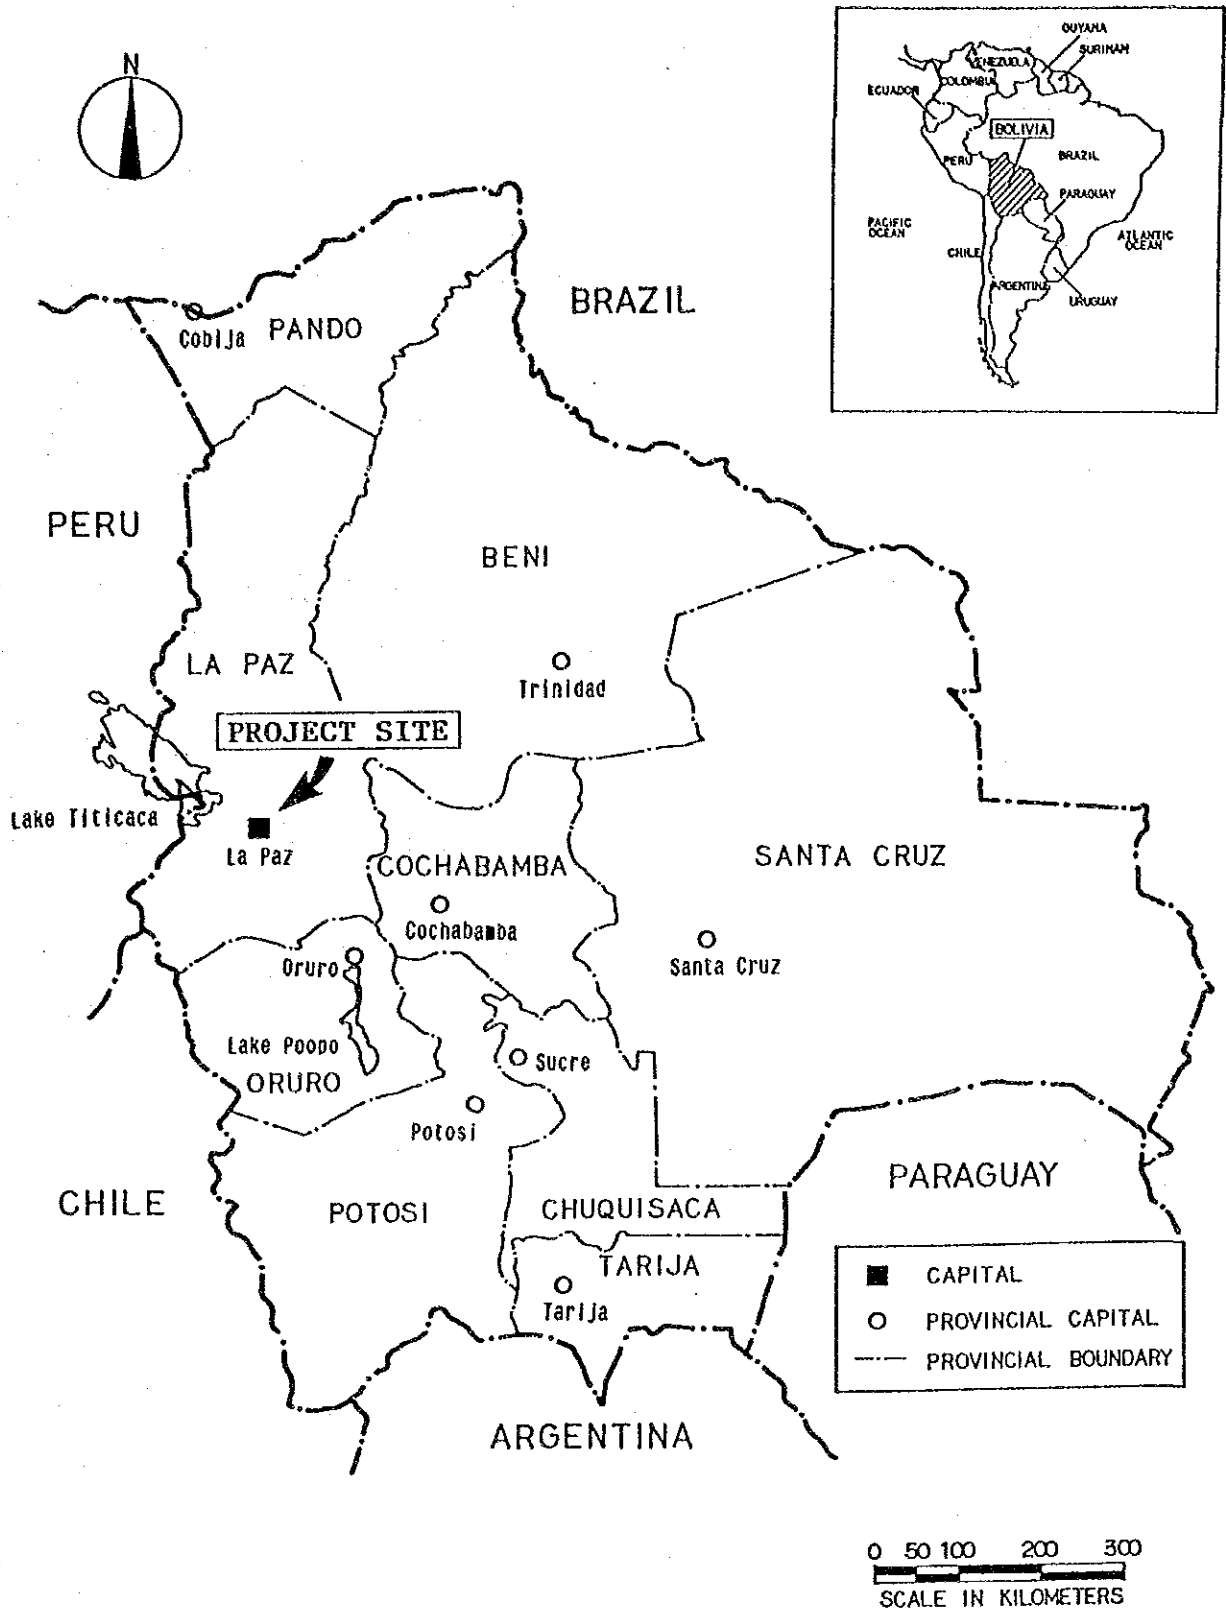 N
GUYANA
SURINAM
VENEZUELA
COLOMBIA
ECUADOR
BOLIVIA
PERU
BRAZIL
PARAGUAY
PACIFIC
OCEAN
ATLANTIC
OCEAN
CHILE
ARGENTINE
URUGUAY
BRAZIL
Cobija
PANDO
PERU
BENI
LA PAZ
Trinidad
PROJECT SITE
Lake Titicaca
La Paz
COCHABAMBA
SANTA CRUZ
Cochabamba
Oruro
Santa Cruz
Lake Poopo
Sucre
ORURO
Potosi
PARAGUAY
CHILE
POTOSI
CHUQUISACA
TARIJA
Tarija
CAPITAL
PROVINCIAL CAPITAL
PROVINCIAL BOUNDARY
ARGENTINA
0 50 100 200 300
SCALE IN KILOMETERS